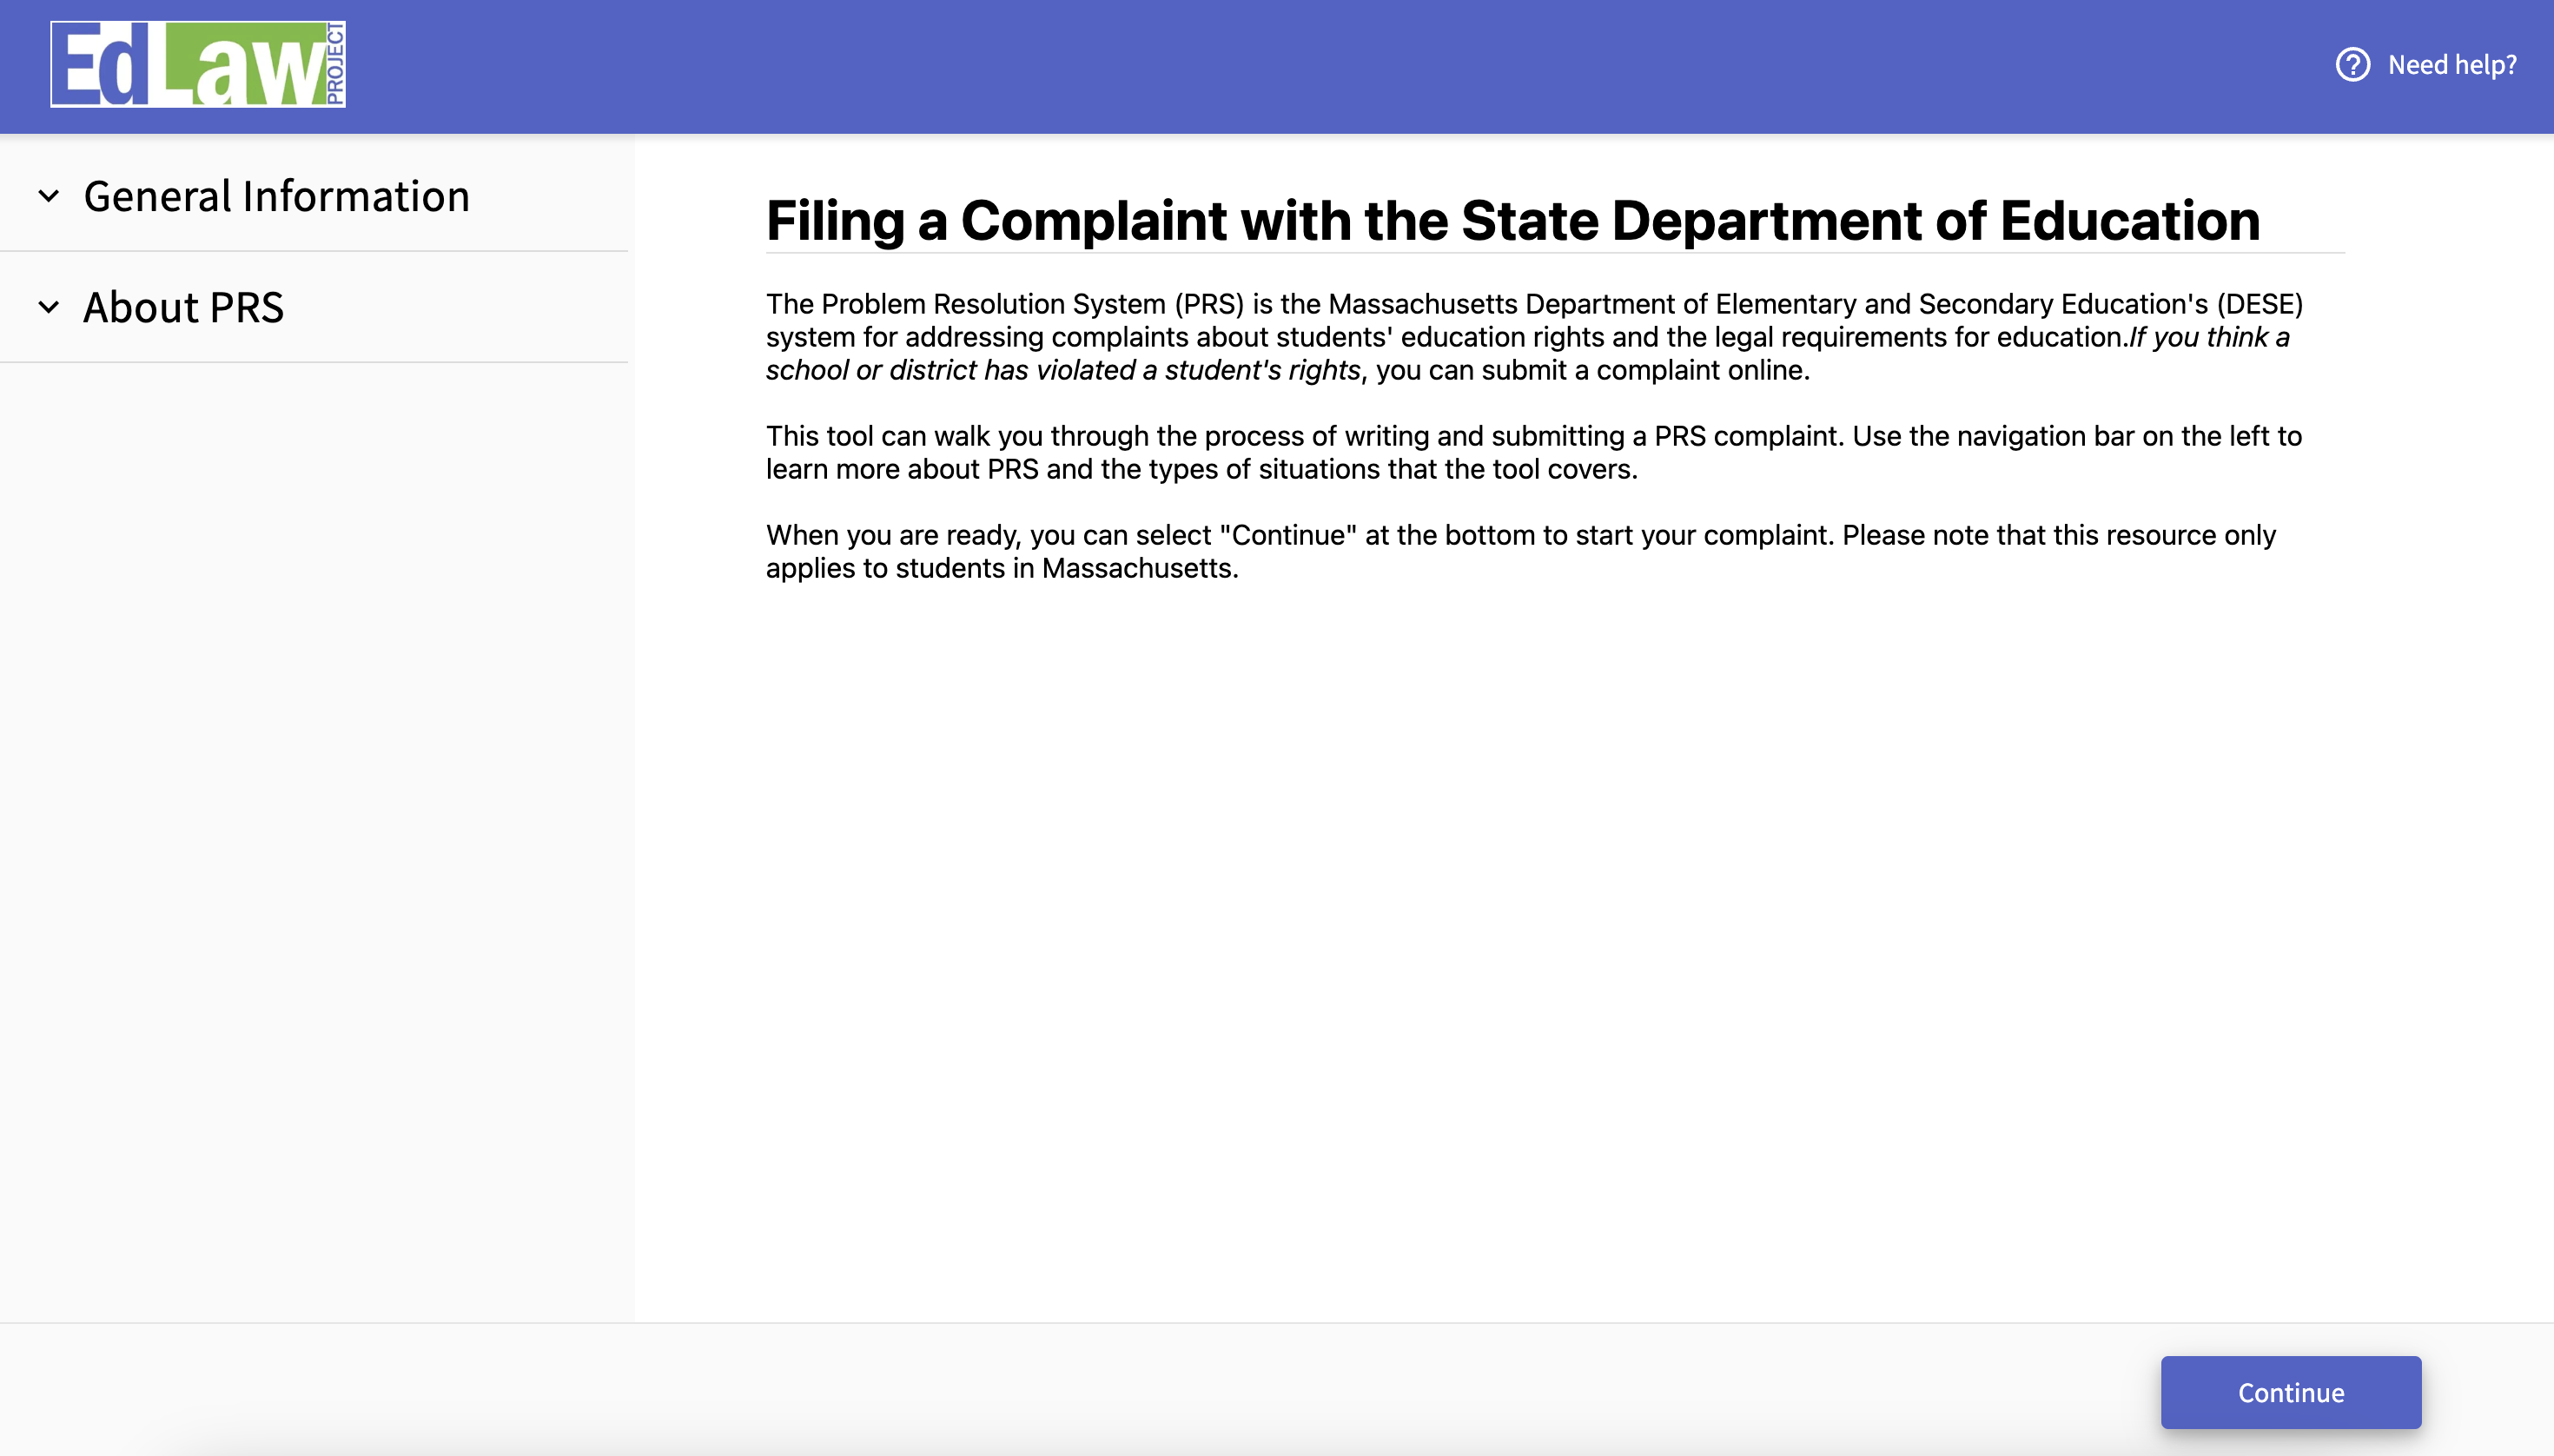 EdLaw PROJECT
Need help?
General Information
About PRS
Filing a Complaint with the State Department of Education
The Problem Resolution System (PRS) is the Massachusetts Department of Elementary and Secondary Education's (DESE)
system for addressing complaints about students' education rights and the legal requirements for education.If you think a
school or district has violated a student's rights, you can submit a complaint online.
This tool can walk you through the process of writing and submitting a PRS complaint. Use the navigation bar on the left to
learn more about PRS and the types of situations that the tool covers.
When you are ready, you can select "Continue" at the bottom to start your complaint. Please note that this resource only
applies to students in Massachusetts.
Continue